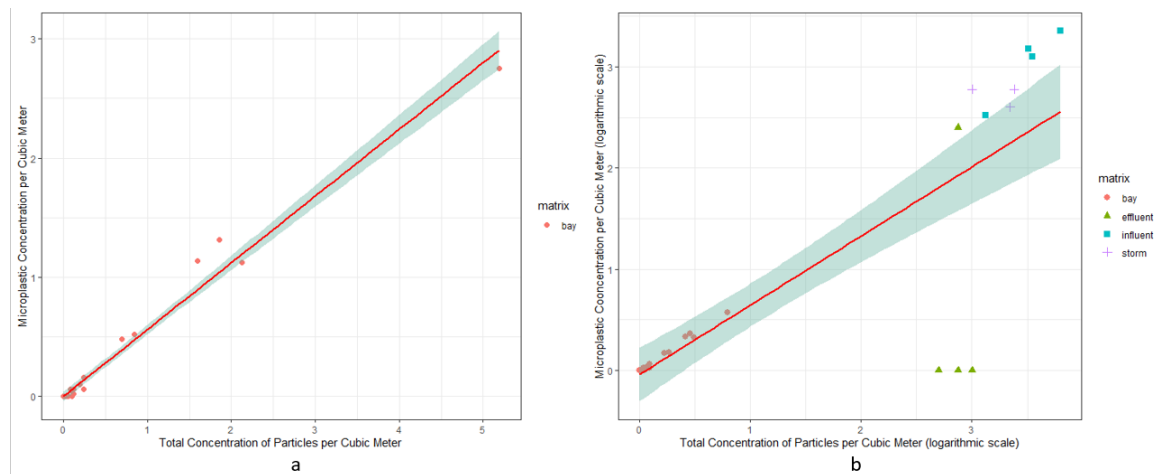 Microplastic Concentration per Cubic Meter
3
2
1
0
0 1 2 3 4 5
Total Concentration of Particles per Cubic Meter
matrix
bay
a
Microplastic Cooncentration per Cubic Meter (logarithmic scale)
3
2
1
0
0 1 2 3
Total Concentration of Particles per Cubic Meter (logarithmic scale)
matrix
bay
effluent
influent
storm
b